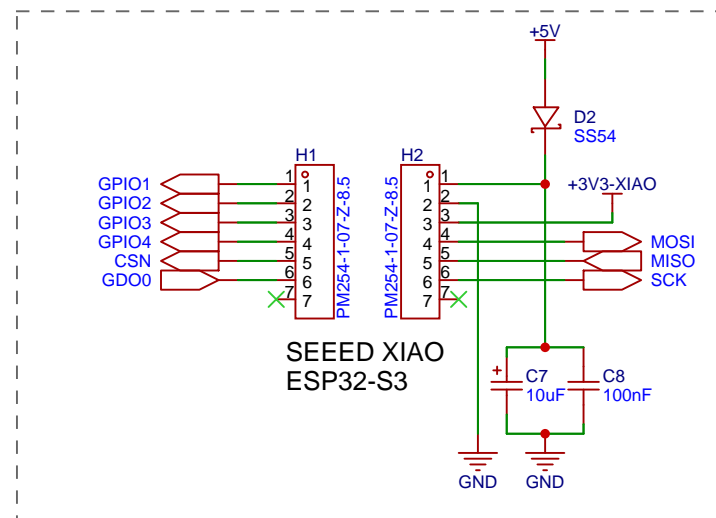 +5V
D2
SS54
H1
H2
+3V3-XIAO
GPIO1
GPIO2
GPIO3
GPIO4
CSN
GDO0
1
2
3
4
5
6
7
1
2
3
4
5
6
7
PM254-1-07-Z-8.5
PM254-1-07-Z-8.5
1
2
3
4
5
6
7
1
2
3
4
5
6
7
MOSI
MISO
SCK
SEEED XIAO
ESP32-S3
+
C7
10uF
C8
100nF
GND
GND